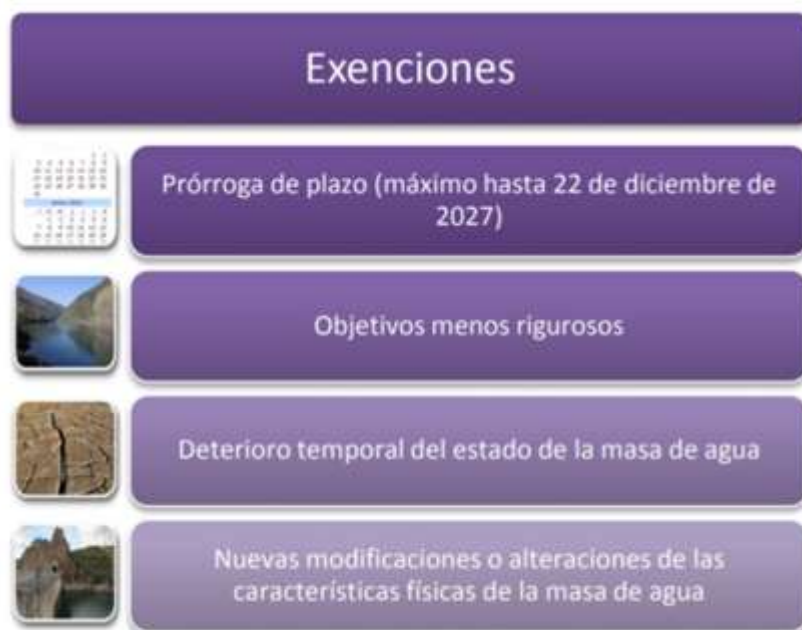 Exenciones
Prórroga de plazo (máximo hasta 22 de diciembre de
2027)
Objetivos menos rigurosos
Deterioro temporal del estado de la masa de agua
Nuevas modificaciones o alteraciones de las
características físicas de la masa de agua